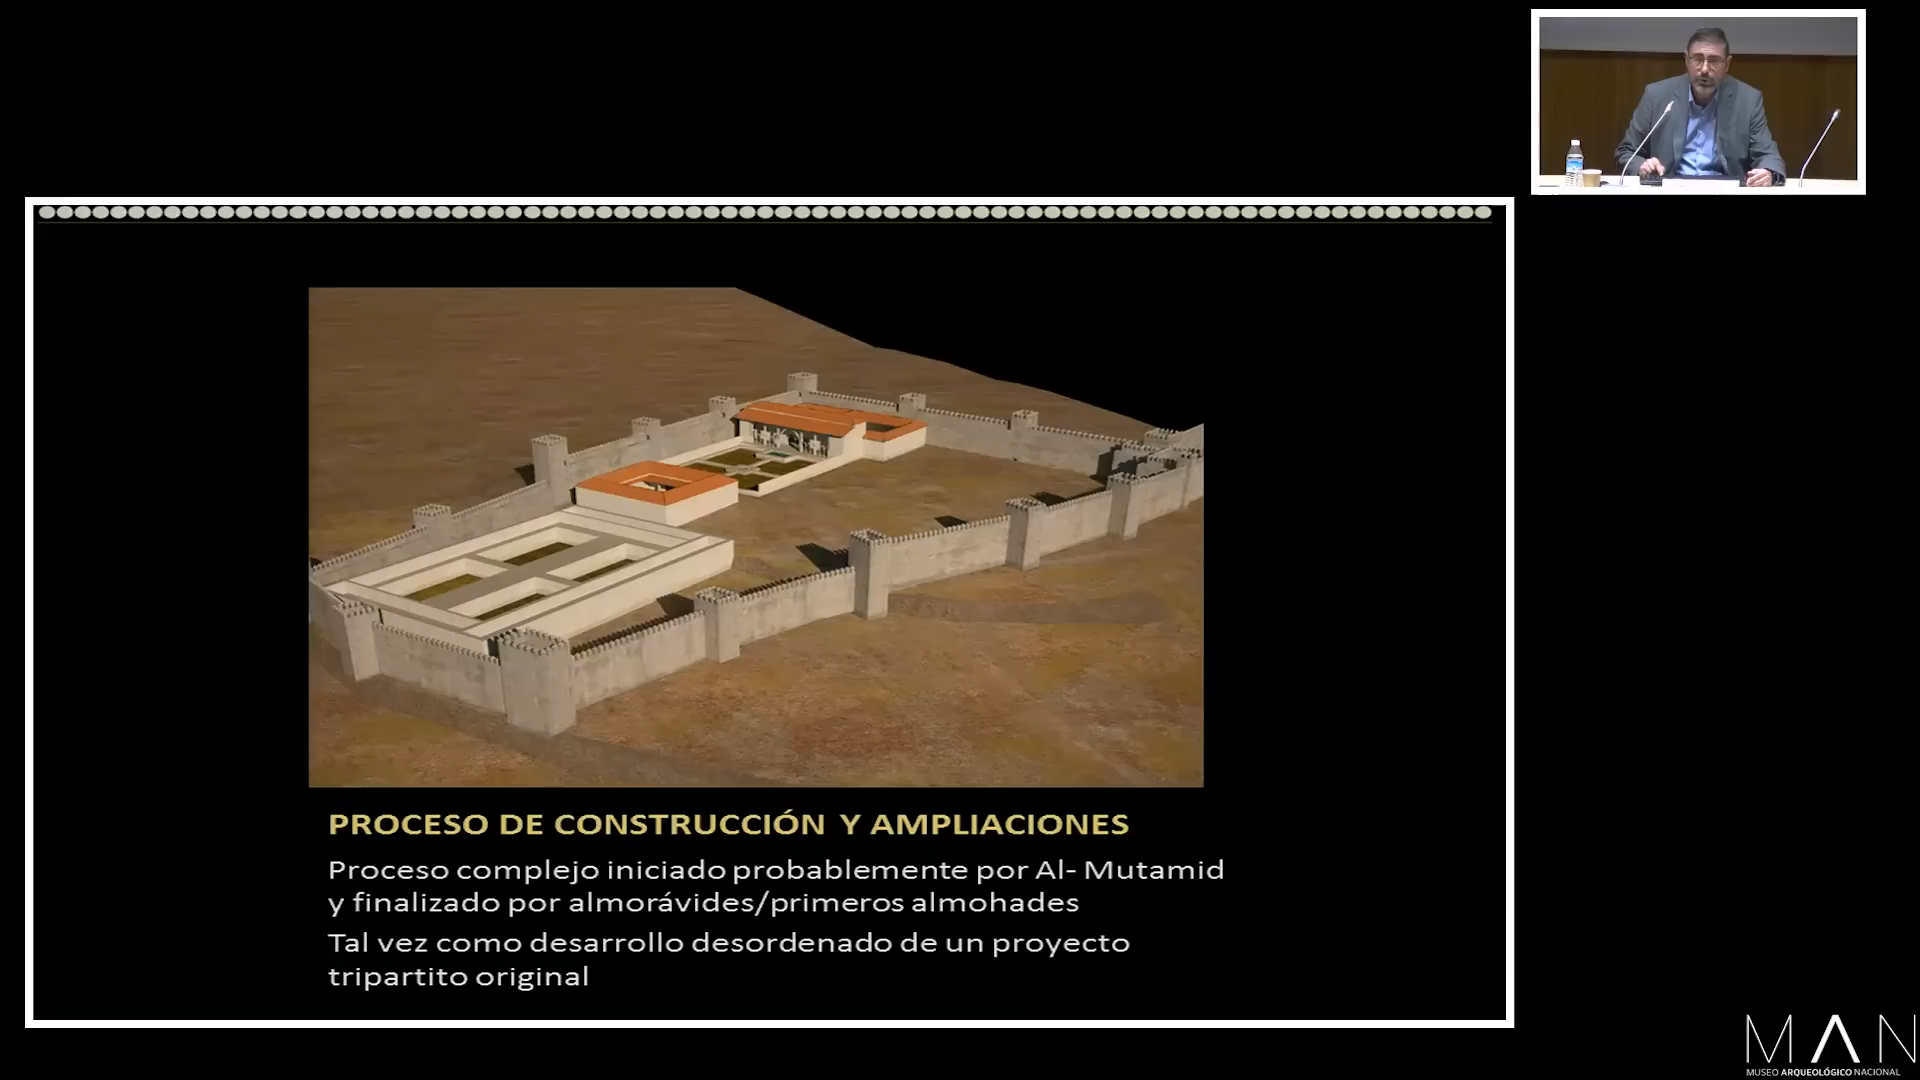 PROCESO DE CONSTRUCCIÓN Y AMPLIACIONES
Proceso complejo iniciado probablemente por Al- Mutamid
y finalizado por almorávides/primeros almohades
Tal vez como desarrollo desordenado de un proyecto
tripartito original
MAN
MUSEO ARQUEOLÓGICO NACIONAL